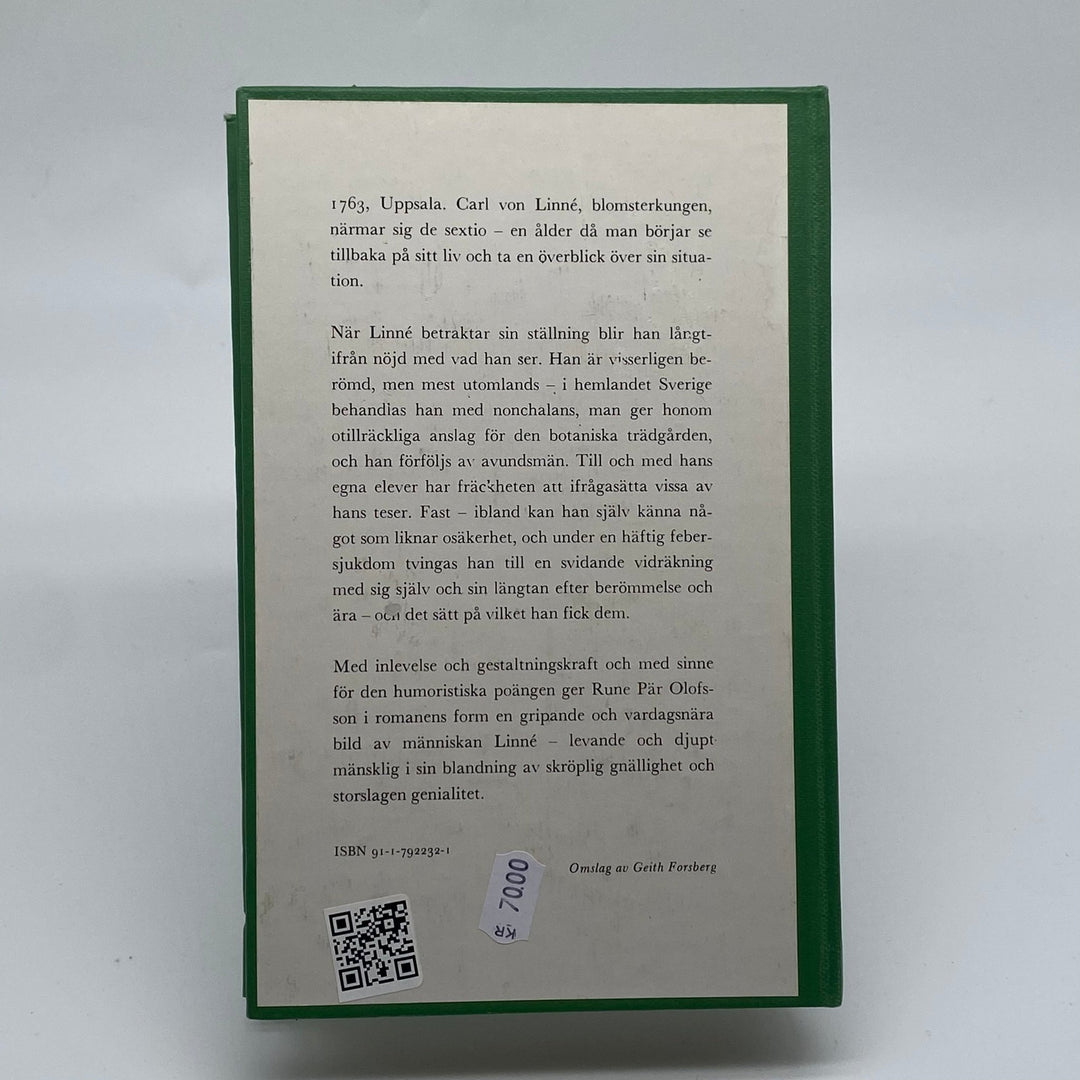 1763, Uppsala. Carl von Linné, blomsterkungen,
närmar sig de sextio – en ålder då man börjar se
tillbaka på sitt liv och ta en överblick över sin situa-
tion.
När Linné betraktar sin ställning blir han långt-
ifrån nöjd med vad han ser. Han är visserligen be-
römd, men mest utomlands – i hemlandet Sverige
behandlas han med nonchalans, man ger honom
otillräckliga anslag för den botaniska trädgården,
och han förföljs av avundsmän. Till och med hans
egna elever har fräckheten att ifrågasätta vissa av
hans teser. Fast – ibland kan han själv känna nå-
got som liknar osäkerhet, och under en häftig feber-
sjukdom tvingas han till en svidande vidräkning
med sig själv och sin längtan efter berömmelse och
ära – och det sätt på vilket han fick dem.
Med inlevelse och gestaltningskraft och med sinne
för den humoristiska poängen ger Rune Pär Olofs-
son i romanens form en gripande och vardagsnära
bild av människan Linné – levande och djupt
mänsklig i sin blandning av skröplig gnällighet och
storslagen genialitet.
ISBN 91-1-792232-1
Omslag av Geith Forsberg
KR 70.00